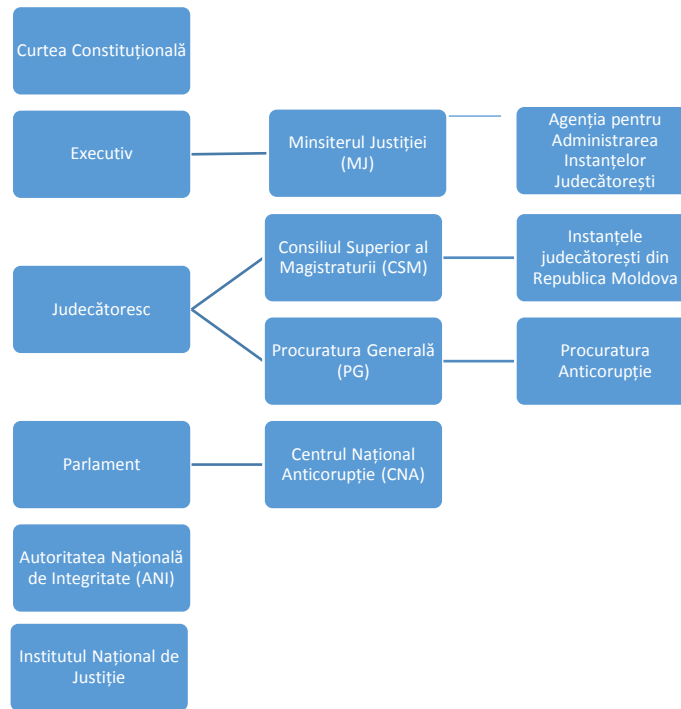 Curtea Constituțională
Executiv
Minsiterul Justiției
(MJ)
Agenția pentru
Administrarea
Instanțelor
Judecătorești
Judecătoresc
Consiliul Superior al
Magistraturii (CSM)
Instanțele
judecătorești din
Republica Moldova
Procuratura Generală
(PG)
Procuratura
Anticorupție
Parlament
Centrul Național
Anticorupție (CNA)
Autoritatea Națională
de Integritate (ANI)
Institutul Național de
Justiție